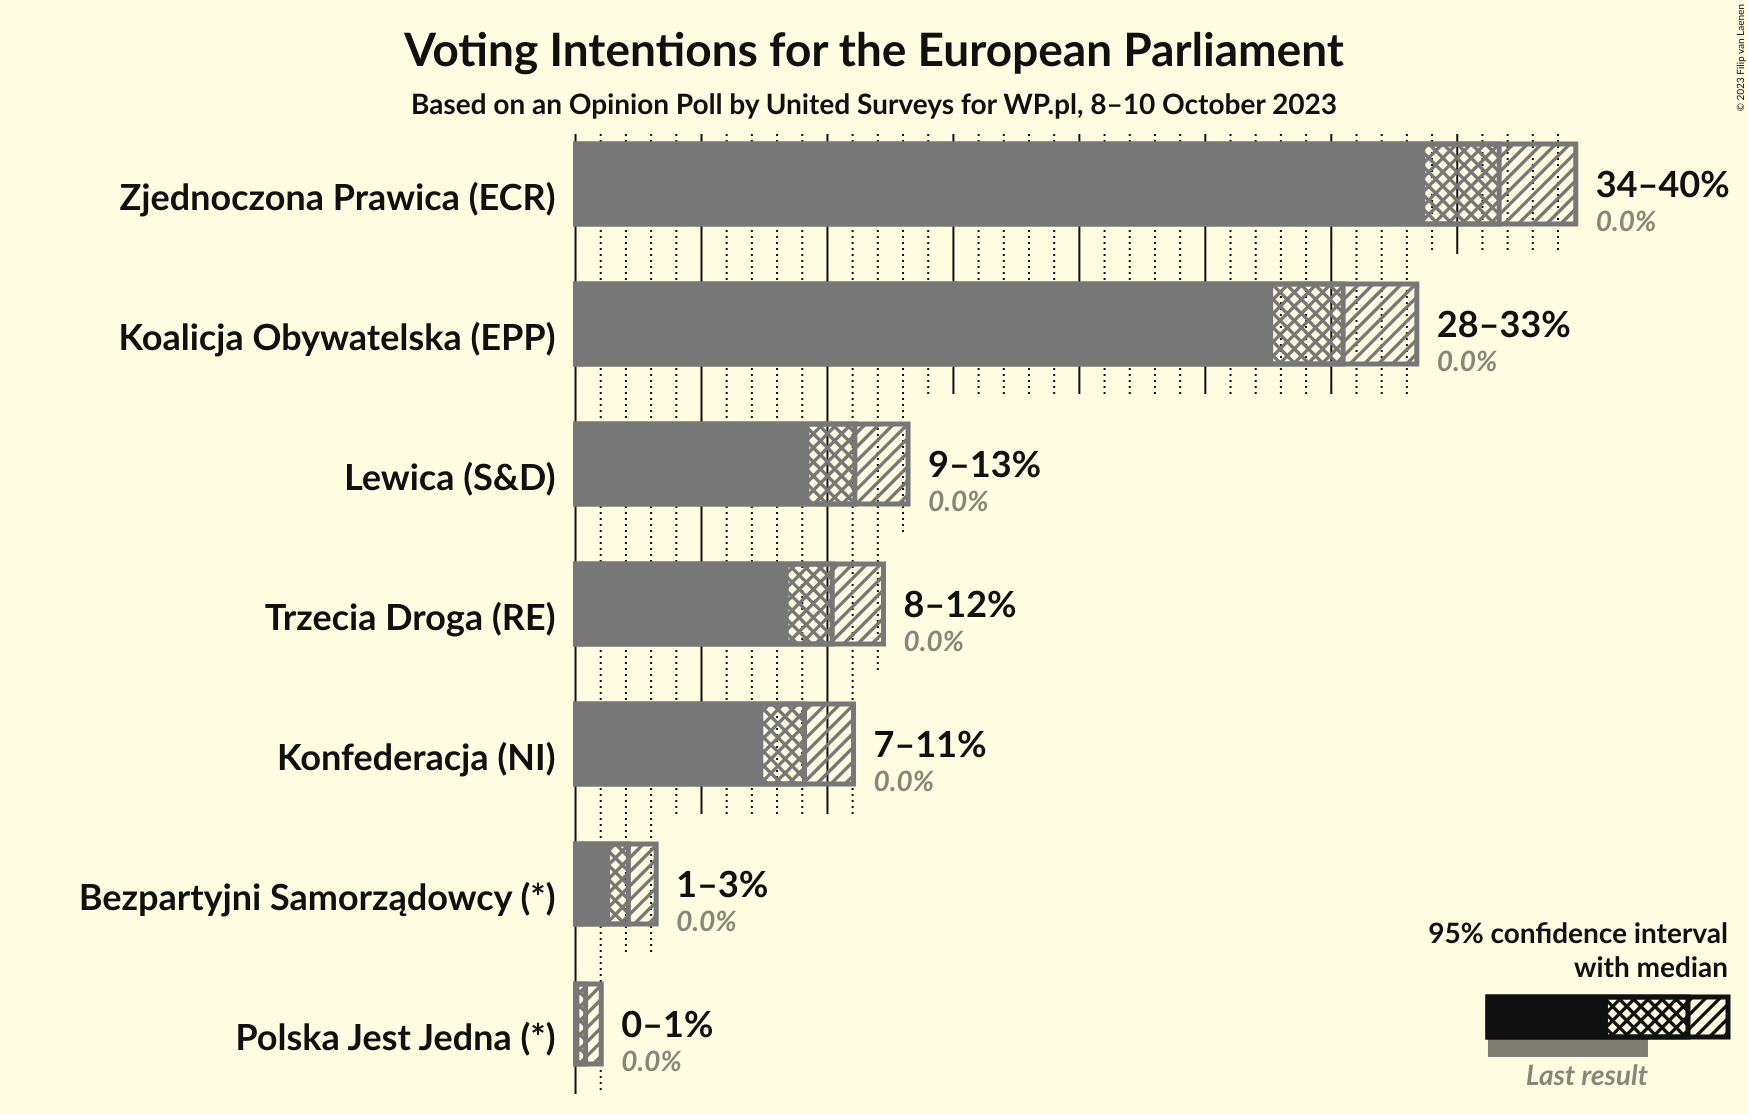 Voting Intentions for the European Parliament
Based on an Opinion Poll by United Surveys for WP.pl, 8–10 October 2023
© 2023 Filip van Laenen
Zjednoczona Prawica (ECR)
34–40%
0.0%
Koalicja Obywatelska (EPP)
28–33%
0.0%
Lewica (S&D)
9–13%
0.0%
Trzecia Droga (RE)
8–12%
0.0%
Konfederacja (NI)
7–11%
0.0%
Bezpartyjni Samorządowcy (*)
1–3%
0.0%
Polska Jest Jedna (*)
0–1%
0.0%
95% confidence interval
with median
Last result